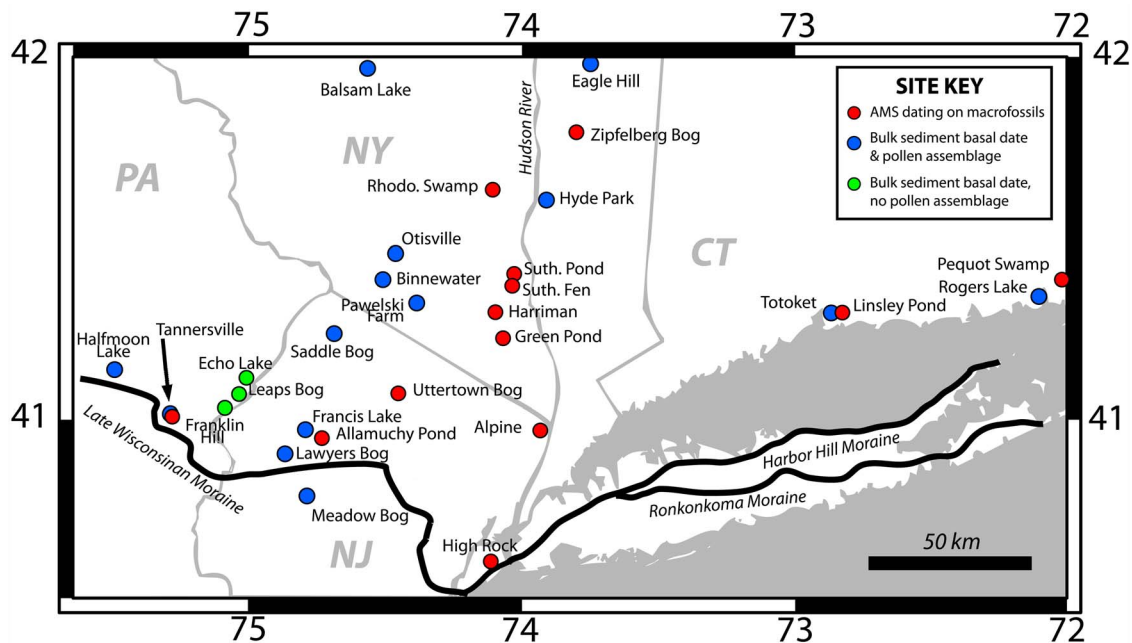 75
74
73
72
42
42
Balsam Lake
Eagle Hill
SITE KEY
AMS dating on macrofossils
Bulk sediment basal date
& pollen assemblage
Bulk sediment basal date,
no pollen assemblage
Hudson River
NY
PA
Zipfelberg Bog
Rhodo. Swamp
Hyde Park
CT
Otisville
Binnewater
Pawelski
Farm
Suth. Pond
Suth. Fen
Harriman
Green Pond
Pequot Swamp
Rogers Lake
Totoket
Linsley Pond
Tannersville
Halfmoon
Lake
Saddle Bog
Echo Lake
Leaps Bog
Uttertown Bog
Franklin
Hill
Francis Lake
Allamuchy Pond
Lawyers Bog
Alpine
41
41
Late Wisconsinan Moraine
Harbor Hill Moraine
Ronkonkoma Moraine
Meadow Bog
High Rock
NJ
50 km
75
74
73
72